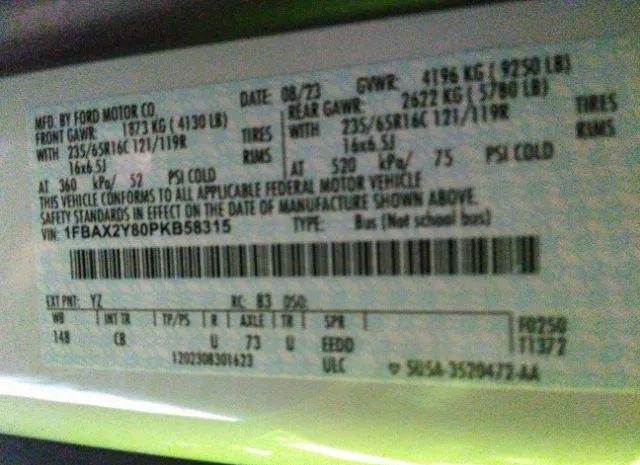 MFD. BY FORD MOTOR CO. DATE: 08/23 GVWR: 4196 KG ( 9250 LB)
FRONT GAWR: 1873 KG ( 4130 LB) REAR GAWR: 2622 KG ( 5780 LB)
WITH 235/65R16C 121/119R TIRES WITH 235/65R16C 121/119R TIRES
16x6.5J RIMS 16x6.5J RIMS
AT 360 kPa/ 52 PSI COLD AT 520 kPa/ 75 PSI COLD
THIS VEHICLE CONFORMS TO ALL APPLICABLE FEDERAL MOTOR VEHICLE
SAFETY STANDARDS IN EFFECT ON THE DATE OF MANUFACTURE SHOWN ABOVE.
VIN: 1FBAX2Y80PKB58315 TYPE: Bus (Not school bus)
EXT PNT: YZ RC: 83 DSO:
WB INT TR TP/PS R AXLE TR SPR F0250
148 CB U 73 U EEDD T1372
1202308301623 ULC 5U5A-3520472-AA